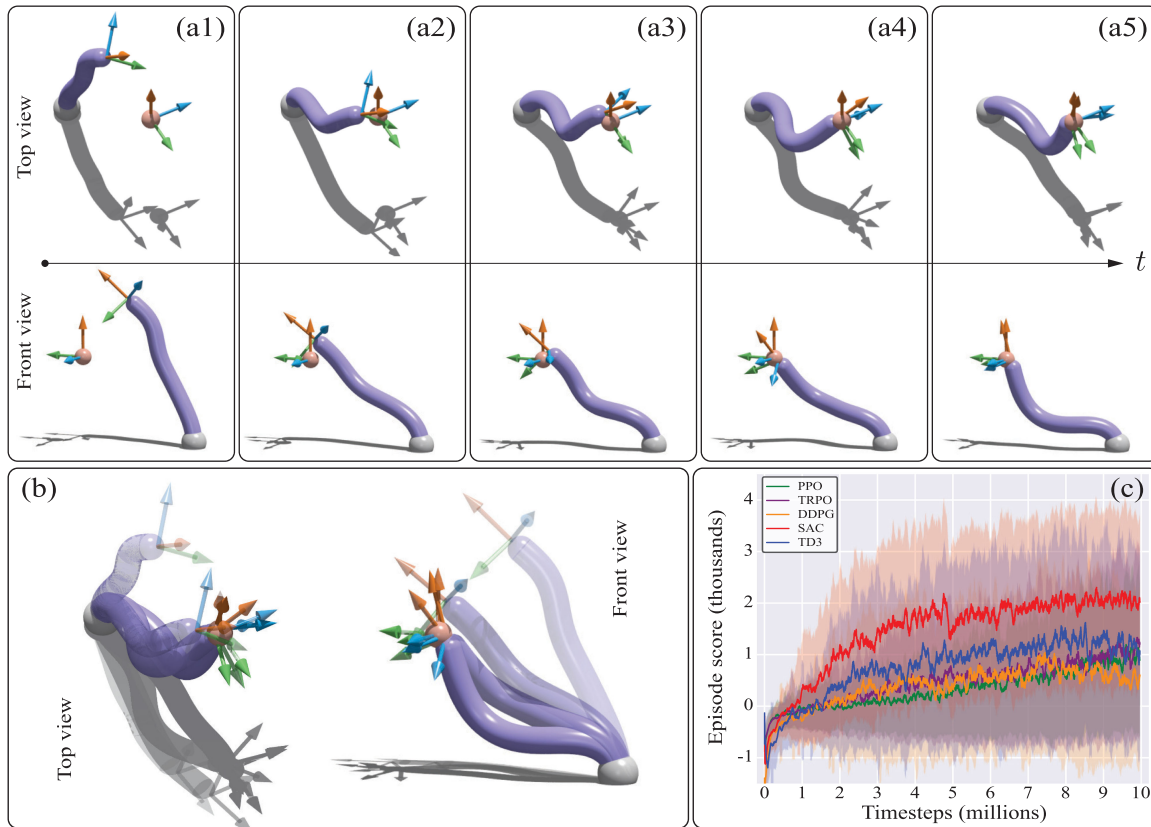 (a1)
(a2)
(a3)
(a4)
(a5)
Top view
t
Front view
(b)
Top view
Front view
(c)
PPO
TRPO
DDPG
SAC
TD3
Episode score (thousands)
4
3
2
1
0
-1
0 1 2 3 4 5 6 7 8 9 10
Timesteps (millions)